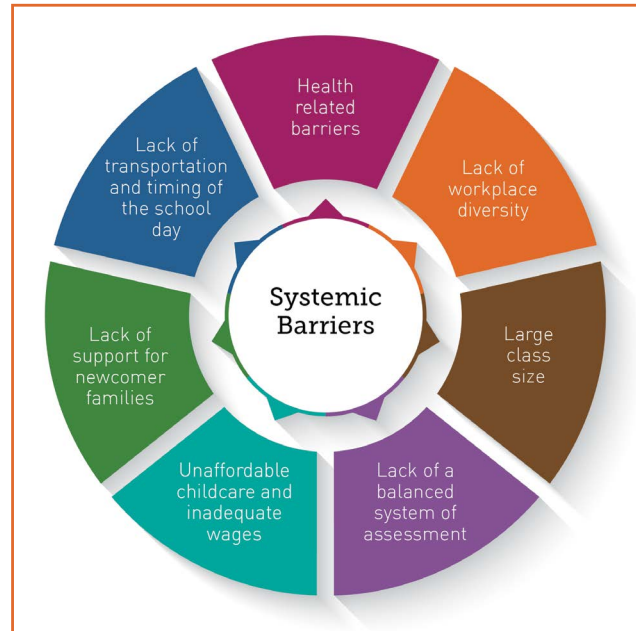 Health
related
barriers
Lack of
workplace
diversity
Large
class
size
Lack of a
balanced
system of
assessment
Unaffordable
childcare and
inadequate
wages
Lack of
support for
newcomer
families
Lack of
transportation
and timing of
the school
day
Systemic
Barriers